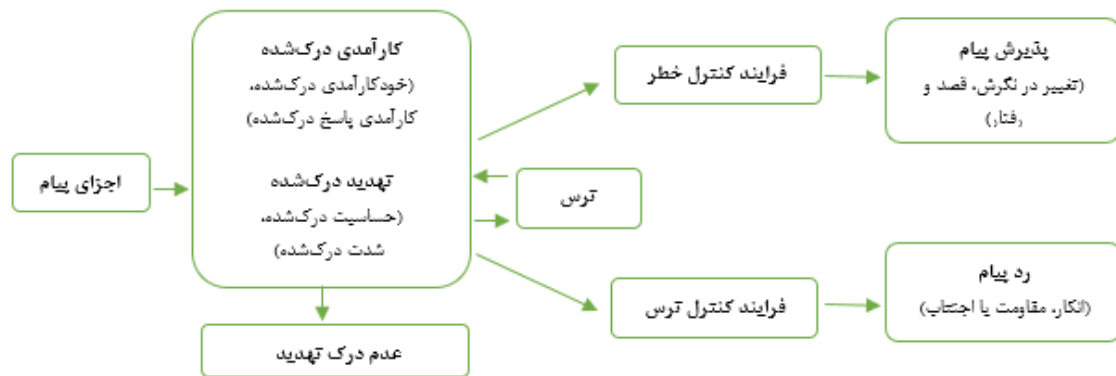 کارآمدی درک‌شده
(خودکارآمدی درک‌شده،
کارآمدی پاسخ درک‌شده)
تهدید درک‌شده
(حساسیت درک‌شده،
شدت درک‌شده)
اجزای پیام
عدم درک تهدید
ترس
فرایند کنترل خطر
پذیرش پیام
(تغییر در نگرش، قصد و
رفتار)
فرایند کنترل ترس
رد پیام
(انکار، مقاومت یا اجتناب)